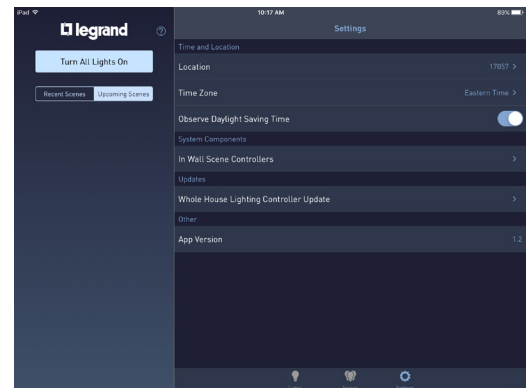 iPad
10:17 AM
89%
legrand
?
Settings
Turn All Lights On
Recent Scenes
Upcoming Scenes
Time and Location
Location
17057 >
Time Zone
Eastern Time >
Observe Daylight Saving Time
System Components
In Wall Scene Controllers
>
Updates
Whole House Lighting Controller Update
>
Other
App Version
1.2